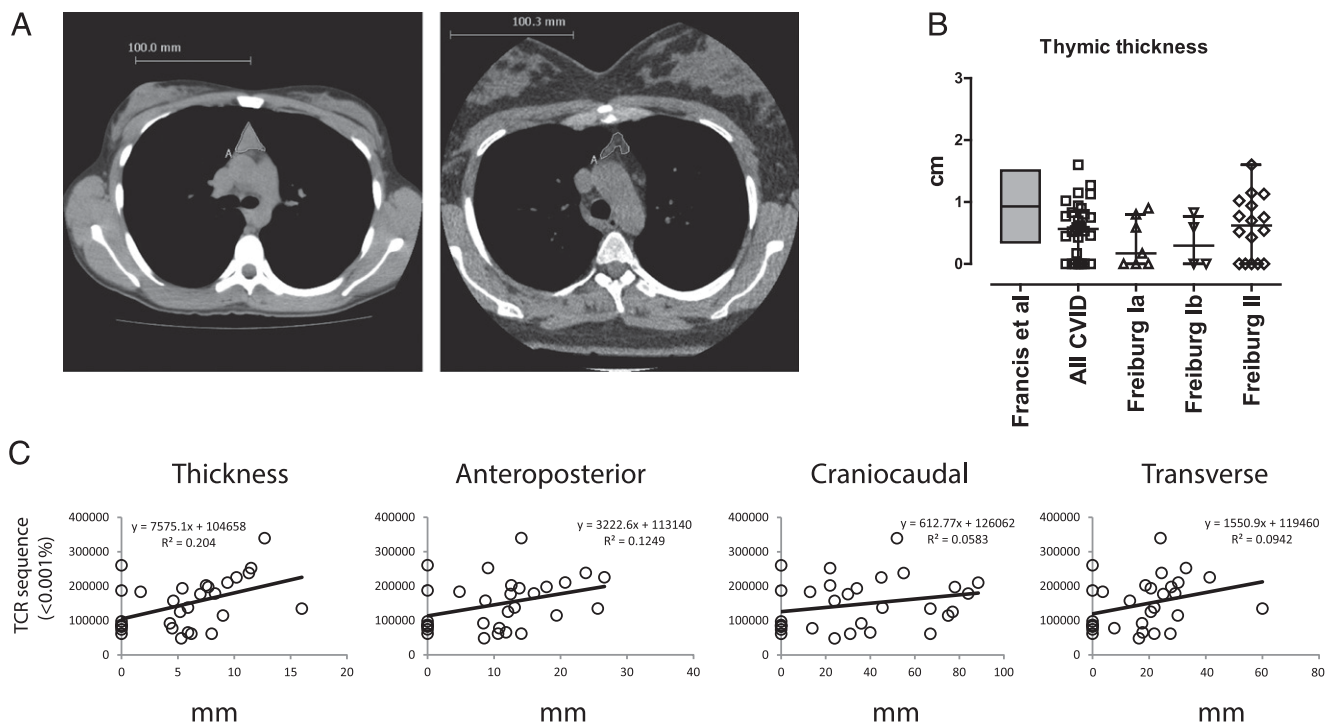 A
100.0 mm
A
100.3 mm
A
B
Thymic thickness
3
2
1
0
cm
Francis et al
All CVID
Freiburg Ia
Freiburg Ib
Freiburg II
C
Thickness
Anteroposterior
Craniocaudal
Transverse
TCR sequence
(<0.001%)
400000
300000
200000
100000
0
y = 7575.1x + 104658
R² = 0.204
0 5 10 15 20
mm
400000
300000
200000
100000
0
y = 3222.6x + 113140
R² = 0.1249
0 20 40
mm
400000
300000
200000
100000
0
y = 612.77x + 126062
R² = 0.0583
0 20 40 60 80 100
mm
400000
300000
200000
100000
0
y = 1550.9x + 119460
R² = 0.0942
0 20 40 60 80
mm